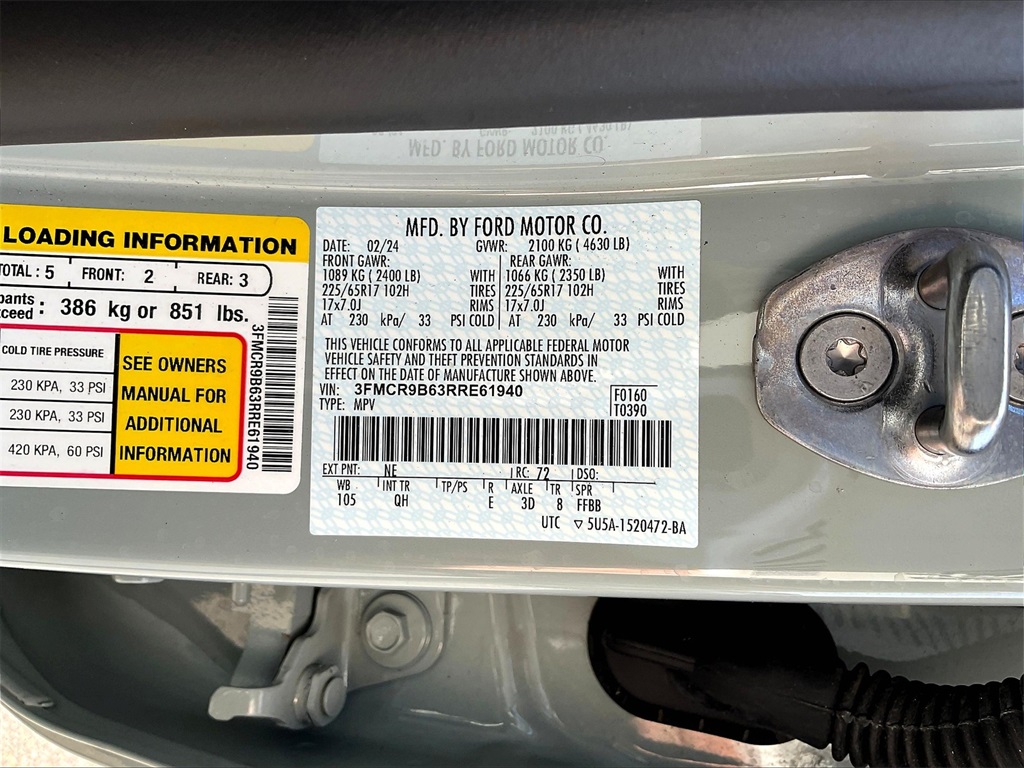 LOADING INFORMATION
TOTAL : 5 FRONT: 2 REAR: 3
pants
xceed : 386 kg or 851 lbs.
COLD TIRE PRESSURE
230 KPA, 33 PSI
230 KPA, 33 PSI
420 KPA, 60 PSI
SEE OWNERS
MANUAL FOR
ADDITIONAL
INFORMATION
3FMCR9B63RRE61940
MFD. BY FORD MOTOR CO.
DATE: 02/24 GVWR: 2100 KG ( 4630 LB)
FRONT GAWR: REAR GAWR:
1089 KG ( 2400 LB) WITH 1066 KG ( 2350 LB) WITH
225/65R17 102H TIRES 225/65R17 102H TIRES
17x7.0J RIMS 17x7.0J RIMS
AT 230 kPa/ 33 PSI COLD AT 230 kPa/ 33 PSI COLD
THIS VEHICLE CONFORMS TO ALL APPLICABLE FEDERAL MOTOR
VEHICLE SAFETY AND THEFT PREVENTION STANDARDS IN
EFFECT ON THE DATE OF MANUFACTURE SHOWN ABOVE.
VIN: 3FMCR9B63RRE61940 F0160
TYPE: MPV T0390
EXT PNT: NE RC: 72 DSO:
WB INT TR TP/PS R AXLE TR SPR
105 QH E 3D 8 FFBB
UTC ▽ 5U5A-1520472-BA